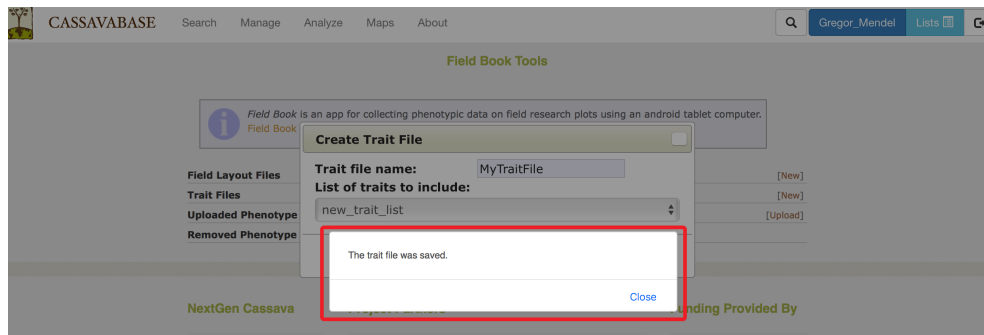 CASSAVABASE Search Manage Analyze Maps About Gregor_Mendel Lists
Field Book Tools
Field Book is an app for collecting phenotypic data on field research plots using an android tablet computer.
Field Book
Create Trait File
Trait file name: MyTraitFile
List of traits to include:
new_trait_list
Field Layout Files [New]
Trait Files [New]
Uploaded Phenotype [Upload]
Removed Phenotype
The trait file was saved.
Close
NextGen Cassava Project Partners Funding Provided By